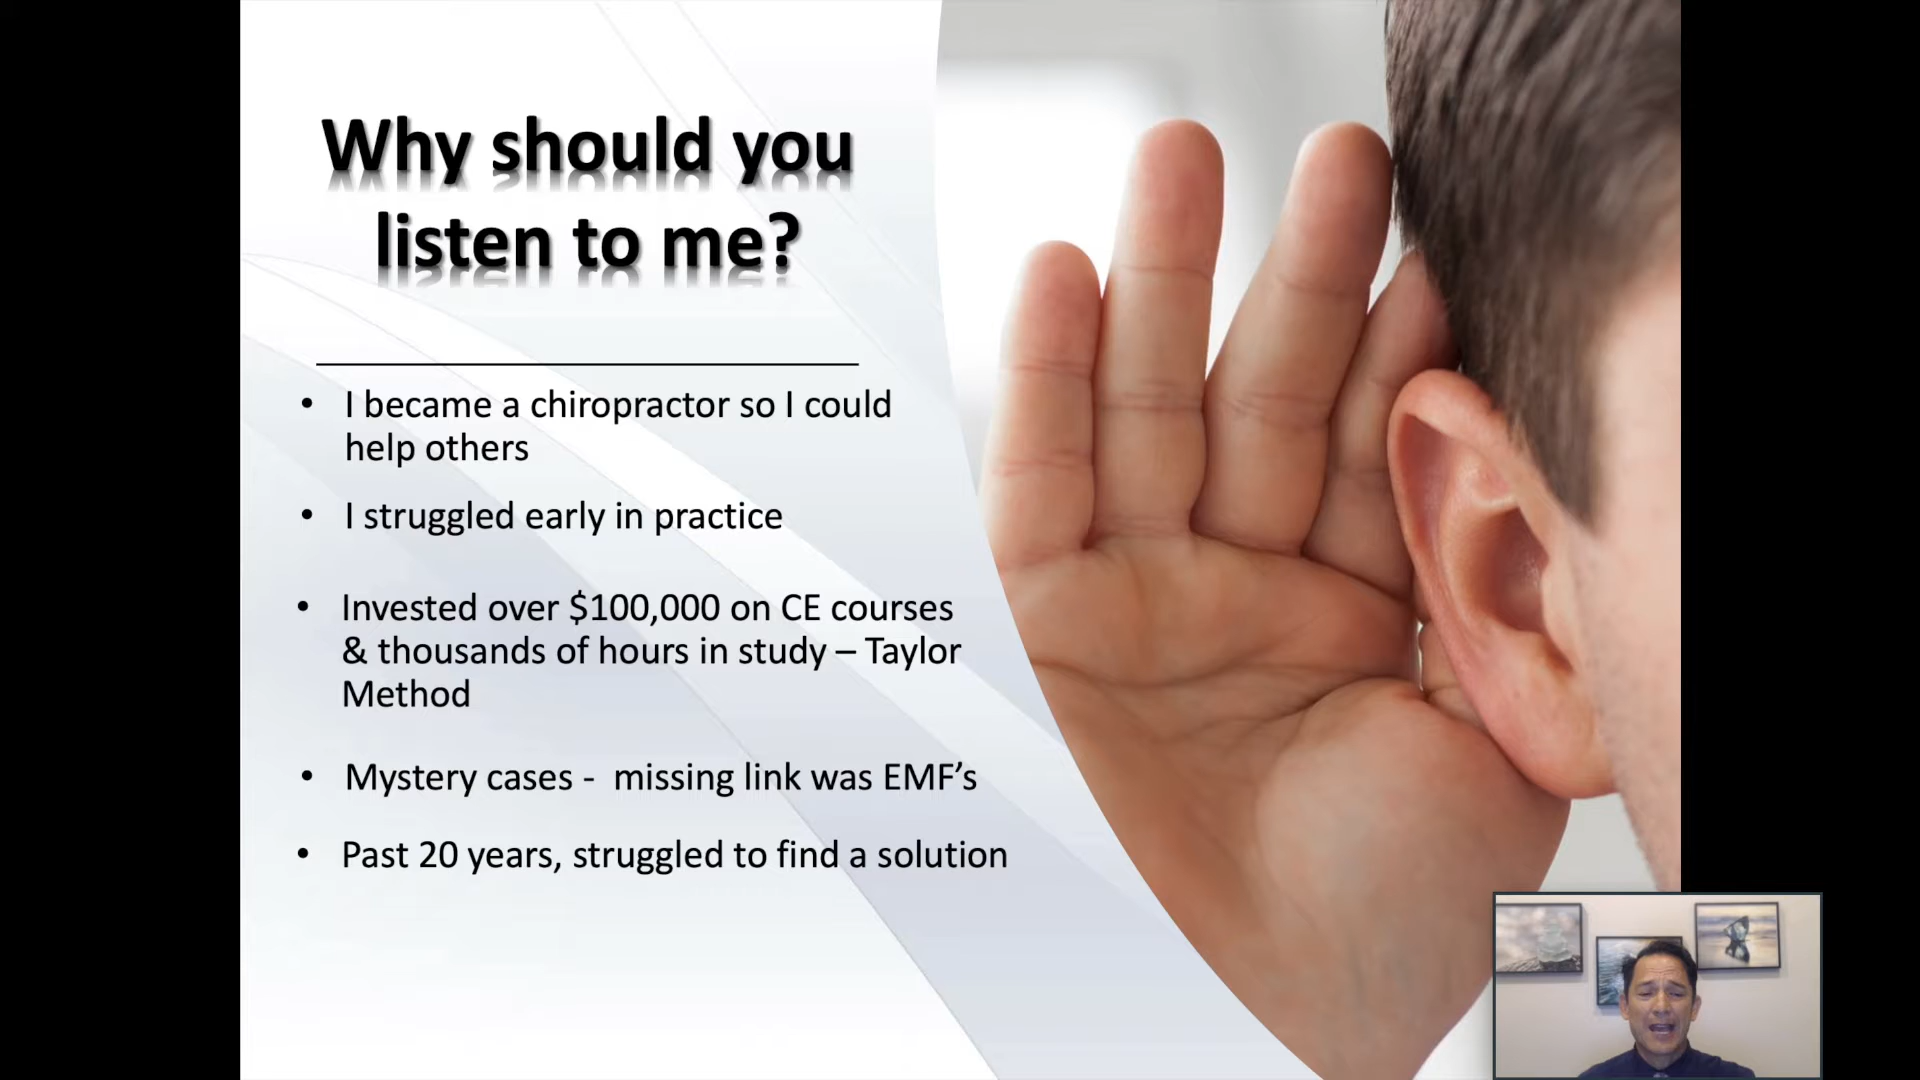 Why should you
listen to me?
• I became a chiropractor so I could
help others
• I struggled early in practice
• Invested over $100,000 on CE courses
& thousands of hours in study – Taylor
Method
• Mystery cases -  missing link was EMF’s
• Past 20 years, struggled to find a solution